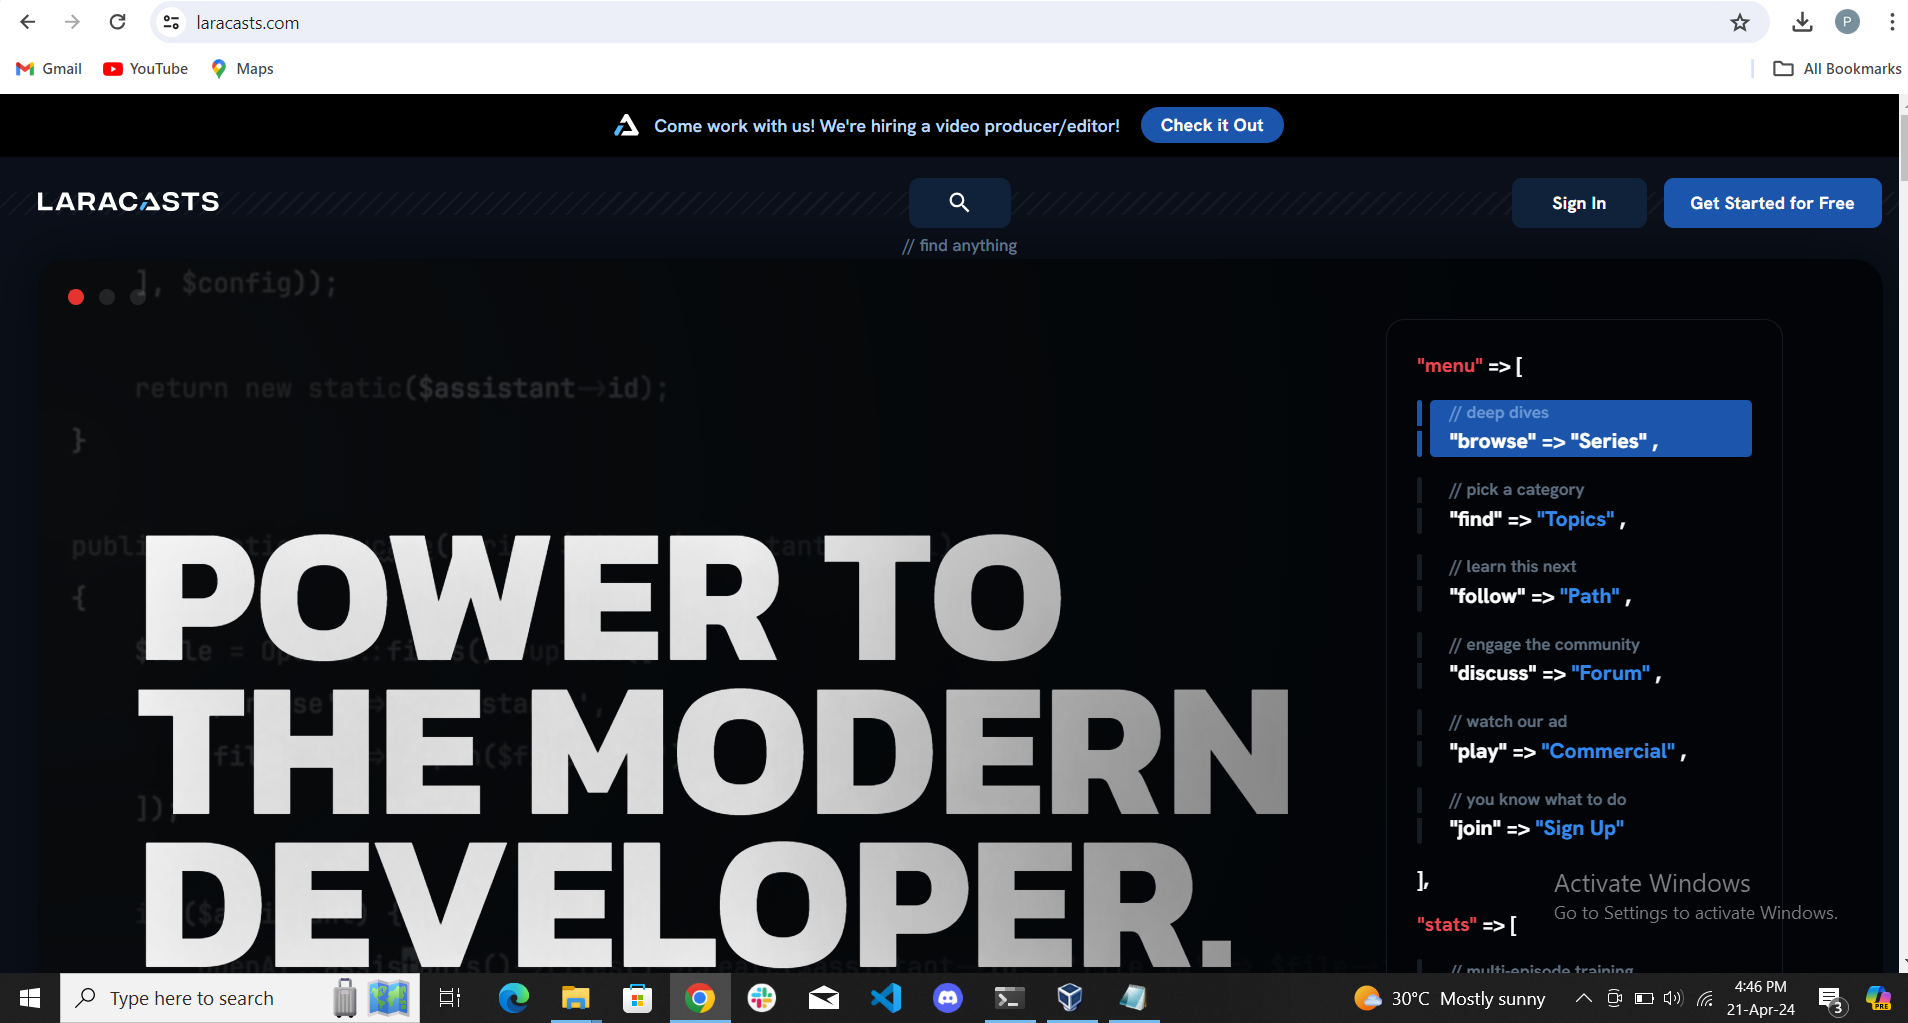 laracasts.com
P
Gmail
YouTube
Maps
All Bookmarks
Come work with us! We're hiring a video producer/editor!
Check it Out
LARACASTS
Sign In
Get Started for Free
// find anything
], $config));
return new static($assistant->id);
}
{
]);
POWER TO
THE MODERN
DEVELOPER.
"menu" => [
// deep dives
"browse" => "Series" ,
// pick a category
"find" => "Topics" ,
// learn this next
"follow" => "Path" ,
// engage the community
"discuss" => "Forum" ,
// watch our ad
"play" => "Commercial" ,
// you know what to do
"join" => "Sign Up"
],
"stats" => [
// multi-episode training
Activate Windows
Go to Settings to activate Windows.
Type here to search
30°C Mostly sunny
4:46 PM
21-Apr-24
3
PRE